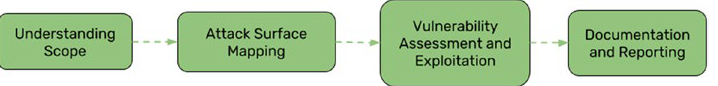 Understanding
Scope
Attack Surface
Mapping
Vulnerability
Assessment and
Exploitation
Documentation
and Reporting